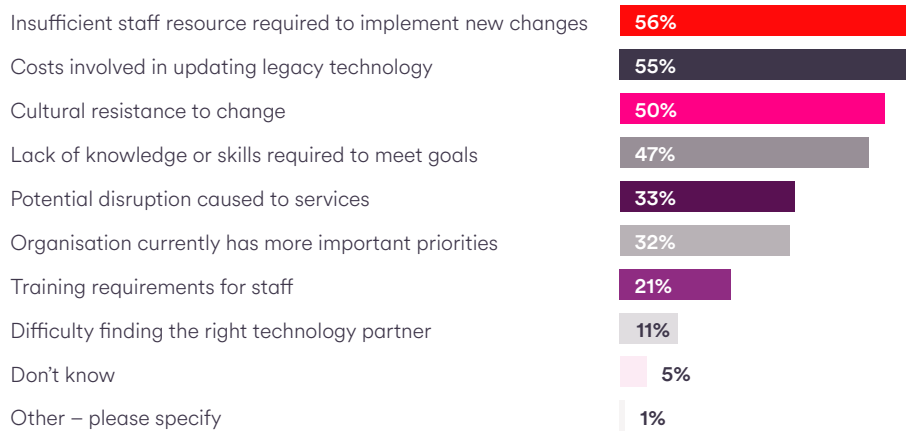 Insufficient staff resource required to implement new changes 56%
Costs involved in updating legacy technology 55%
Cultural resistance to change 50%
Lack of knowledge or skills required to meet goals 47%
Potential disruption caused to services 33%
Organisation currently has more important priorities 32%
Training requirements for staff 21%
Difficulty finding the right technology partner 11%
Don’t know 5%
Other – please specify 1%